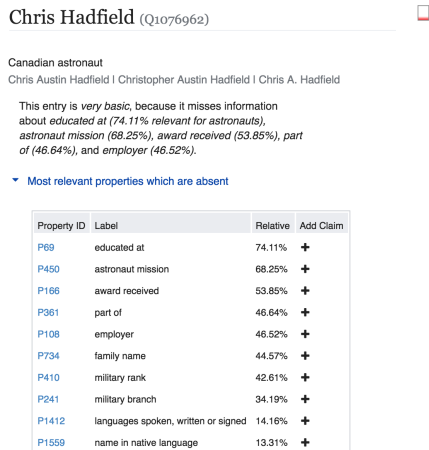 Chris Hadfield (Q1076962)
Canadian astronaut
Chris Austin Hadfield | Christopher Austin Hadfield | Chris A. Hadfield
This entry is very basic, because it misses information
about educated at (74.11% relevant for astronauts),
astronaut mission (68.25%), award received (53.85%), part
of (46.64%), and employer (46.52%).
Most relevant properties which are absent
Property ID Label Relative Add Claim
P69 educated at 74.11% +
P450 astronaut mission 68.25% +
P166 award received 53.85% +
P361 part of 46.64% +
P108 employer 46.52% +
P734 family name 44.57% +
P410 military rank 42.61% +
P241 military branch 34.19% +
P1412 languages spoken, written or signed 14.16% +
P1559 name in native language 13.31% +